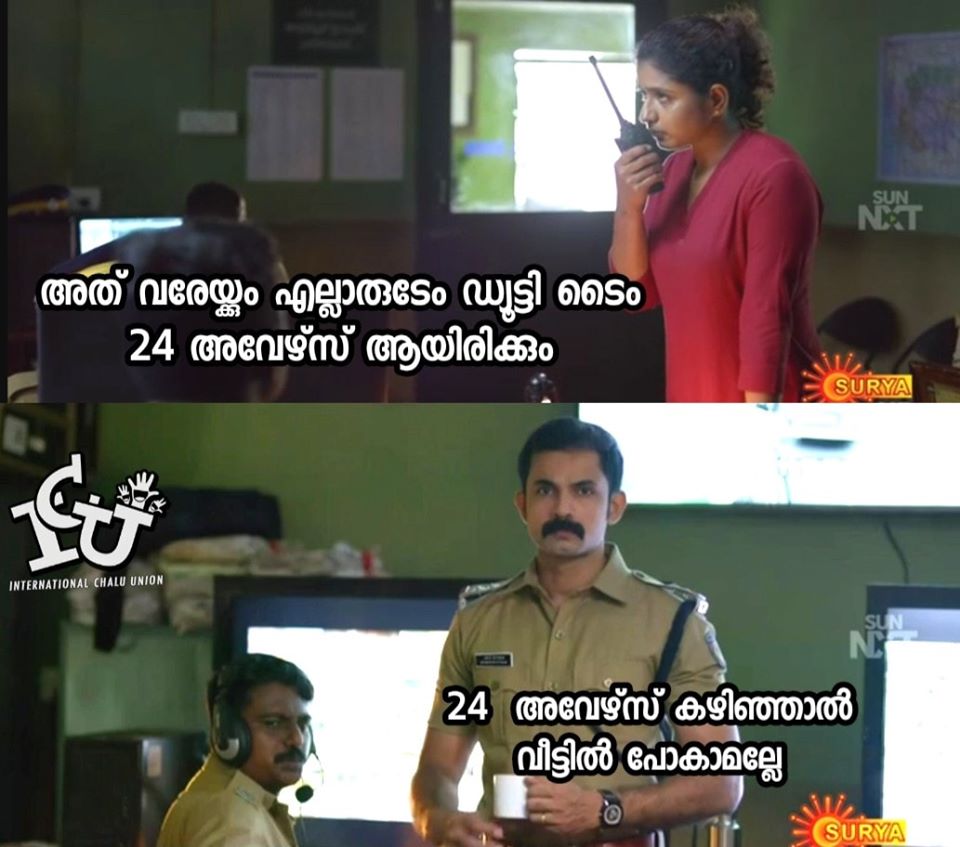 SUN
NXT
അത് വരേയ്ക്കും എല്ലാരുടേം ഡ്യൂട്ടി ടൈം
24 അവേഴ്സ് ആയിരിക്കും
SURYA
ICU
INTERNATIONAL CHALU UNION
SUN
NXT
24 അവേഴ്സ് കഴിഞ്ഞാൽ
വീട്ടിൽ പോകാമല്ലേ
SURYA